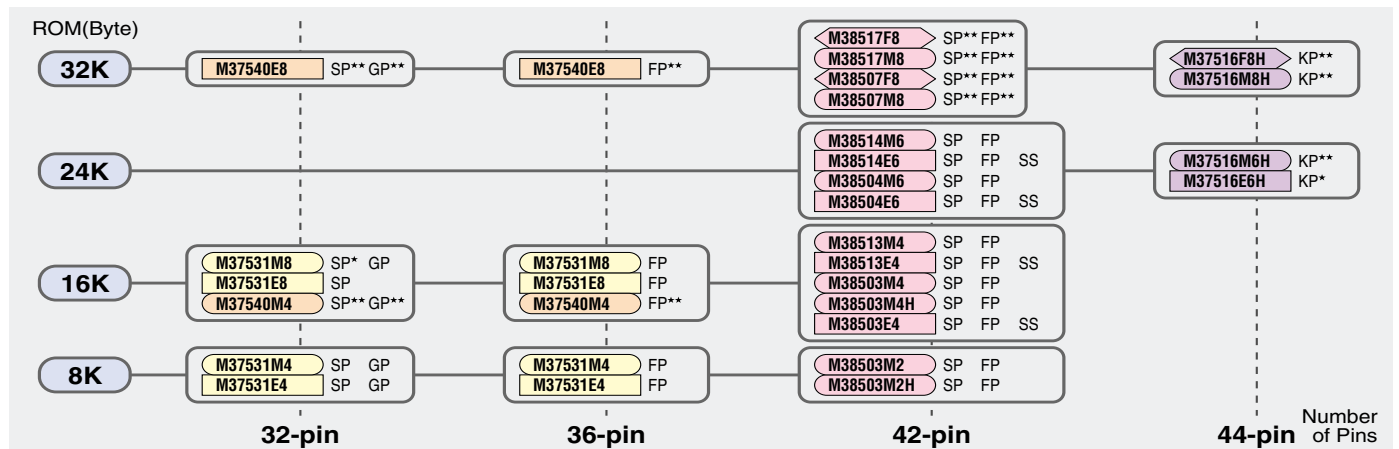 ROM(Byte)
32K
M37540E8 SP★★ GP★★
M37540E8 FP★★
M38517F8 SP★★ FP★★
M38517M8 SP★★ FP★★
M38507F8 SP★★ FP★★
M38507M8 SP★★ FP★★
M37516F8H KP★★
M37516M8H KP★★
24K
M38514M6 SP FP
M38514E6 SP FP SS
M38504M6 SP FP
M38504E6 SP FP SS
M37516M6H KP★★
M37516E6H KP★
16K
M37531M8 SP★ GP
M37531E8 SP
M37540M4 SP★★ GP★★
M37531M8 FP
M37531E8 FP
M37540M4 FP★★
M38513M4 SP FP
M38513E4 SP FP SS
M38503M4 SP FP
M38503M4H SP FP
M38503E4 SP FP SS
8K
M37531M4 SP GP
M37531E4 SP GP
M37531M4 FP
M37531E4 FP
M38503M2 SP FP
M38503M2H SP FP
32-pin
36-pin
42-pin
44-pin
Number
of Pins